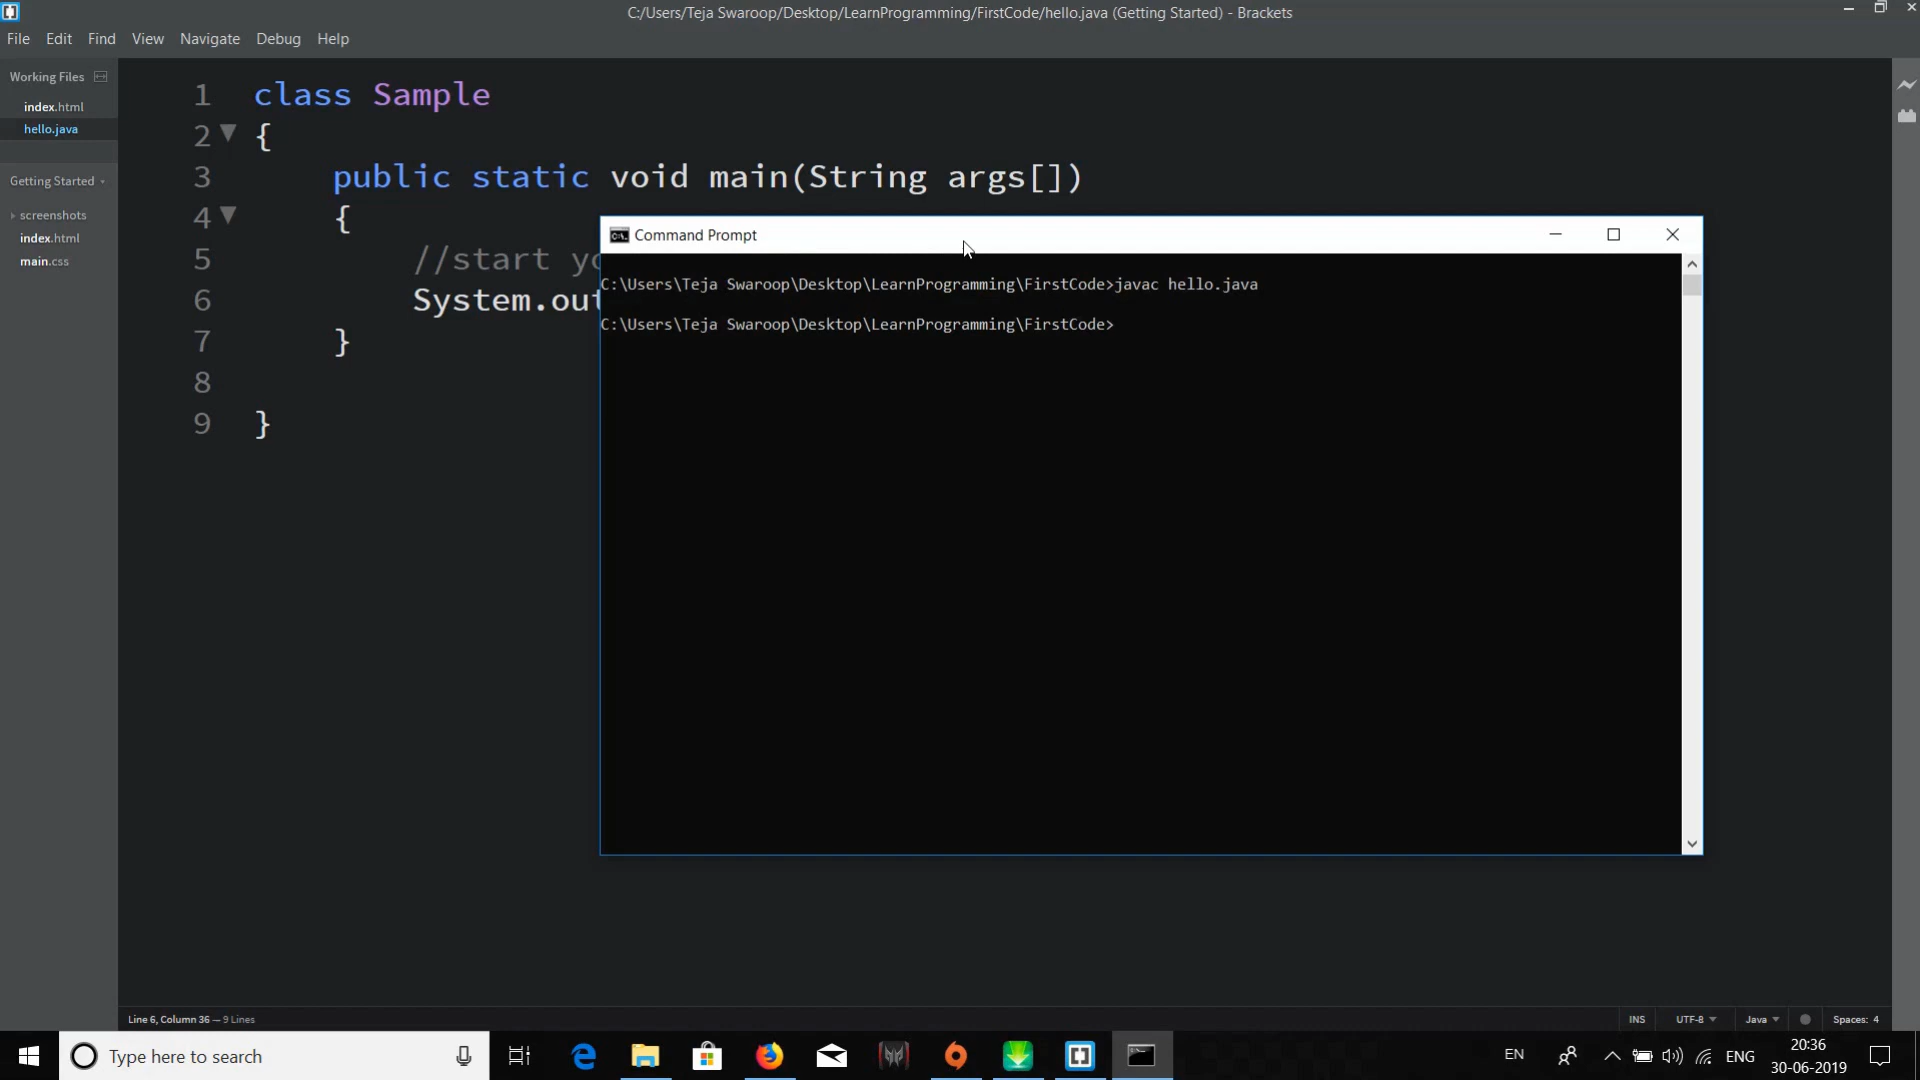 C:/Users/Teja Swaroop/Desktop/LearnProgramming/FirstCode/hello.java (Getting Started) - Brackets
File Edit Find View Navigate Debug Help
Working Files
index.html
hello.java
Getting Started
screenshots
index.html
main.css
1 class Sample
2 {
3 public static void main(String args[])
4 {
5 //start
6 System.out
7 }
8
9 }
Command Prompt
C:\Users\Teja Swaroop\Desktop\LearnProgramming\FirstCode>javac hello.java
C:\Users\Teja Swaroop\Desktop\LearnProgramming\FirstCode>
Line 6, Column 36 — 9 Lines
INS UTF-8 Java Spaces: 4
Type here to search
EN
ENG
20:36
30-06-2019